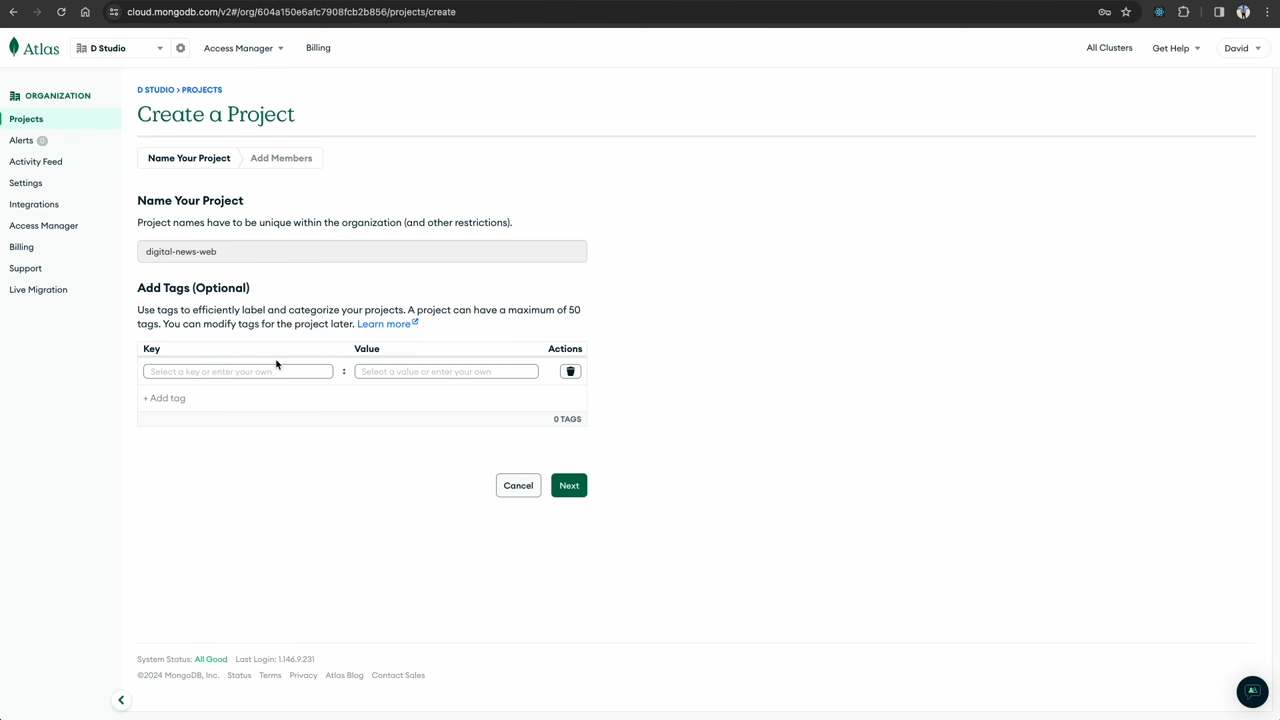 cloud.mongodb.com/v2#/org/604a150e6afc7908fcb2b856/projects/create
Atlas D Studio Access Manager Billing All Clusters Get Help David
ORGANIZATION
Projects
Alerts 0
Activity Feed
Settings
Integrations
Access Manager
Billing
Support
Live Migration
D STUDIO > PROJECTS
Create a Project
Name Your Project Add Members
Name Your Project
Project names have to be unique within the organization (and other restrictions).
digital-news-web
Add Tags (Optional)
Use tags to efficiently label and categorize your projects. A project can have a maximum of 50
tags. You can modify tags for the project later. Learn more
Key Value Actions
Select a key or enter your own : Select a value or enter your own
+ Add tag
0 TAGS
Cancel Next
System Status: All Good Last Login: 1.146.9.231
©2024 MongoDB, Inc. Status Terms Privacy Atlas Blog Contact Sales